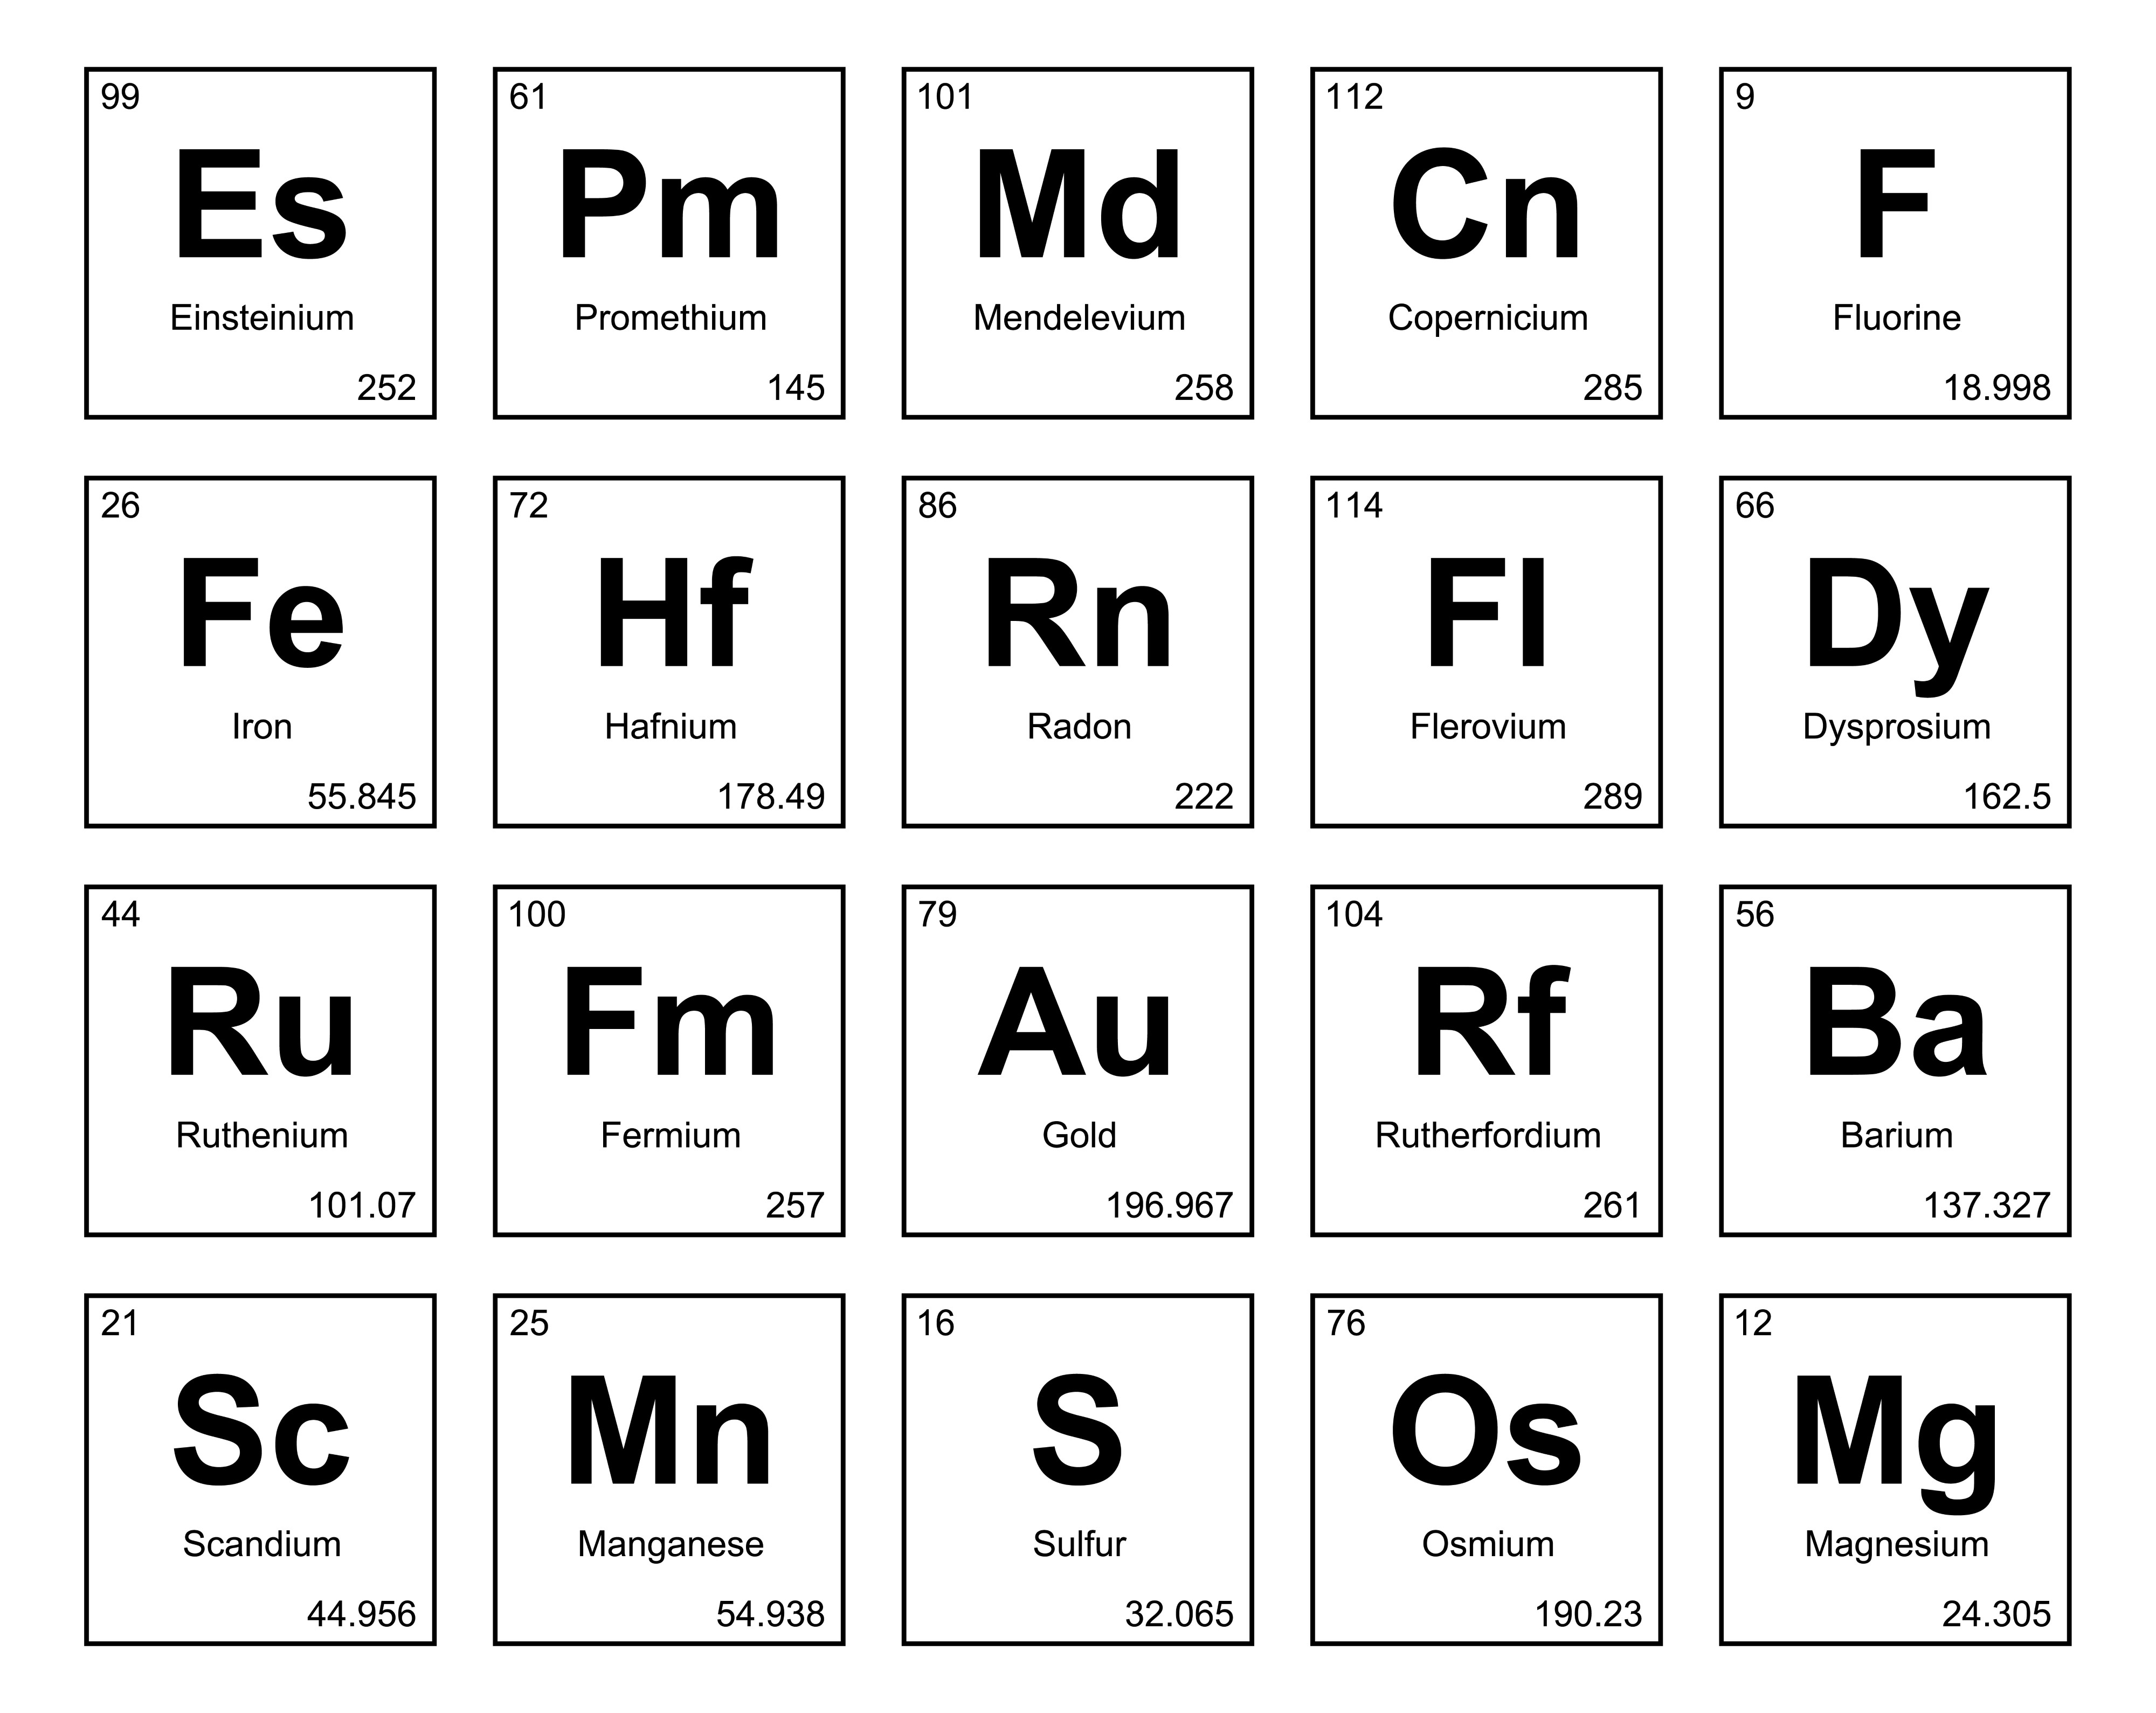 99
Es
Einsteinium
252
61
Pm
Promethium
145
101
Md
Mendelevium
258
112
Cn
Copernicium
285
9
F
Fluorine
18.998
26
Fe
Iron
55.845
72
Hf
Hafnium
178.49
86
Rn
Radon
222
114
Fl
Flerovium
289
66
Dy
Dysprosium
162.5
44
Ru
Ruthenium
101.07
100
Fm
Fermium
257
79
Au
Gold
196.967
104
Rf
Rutherfordium
261
56
Ba
Barium
137.327
21
Sc
Scandium
44.956
25
Mn
Manganese
54.938
16
S
Sulfur
32.065
76
Os
Osmium
190.23
12
Mg
Magnesium
24.305